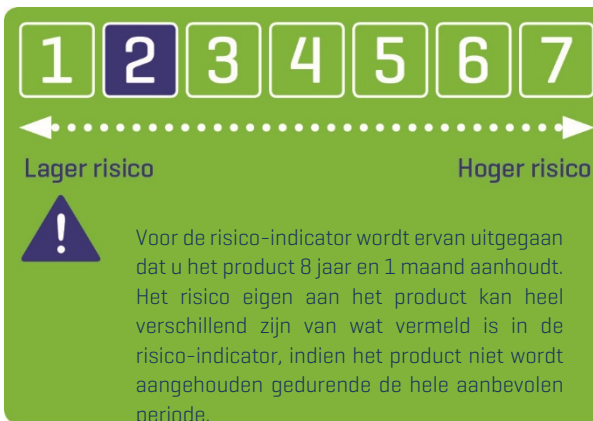 1 2 3 4 5 6 7
Lager risico Hoger risico
!
Voor de risico-indicator wordt ervan uitgegaan
dat u het product 8 jaar en 1 maand aanhoudt.
Het risico eigen aan het product kan heel
verschillend zijn van wat vermeld is in de
risico-indicator, indien het product niet wordt
aangehouden gedurende de hele aanbevolen
periode.